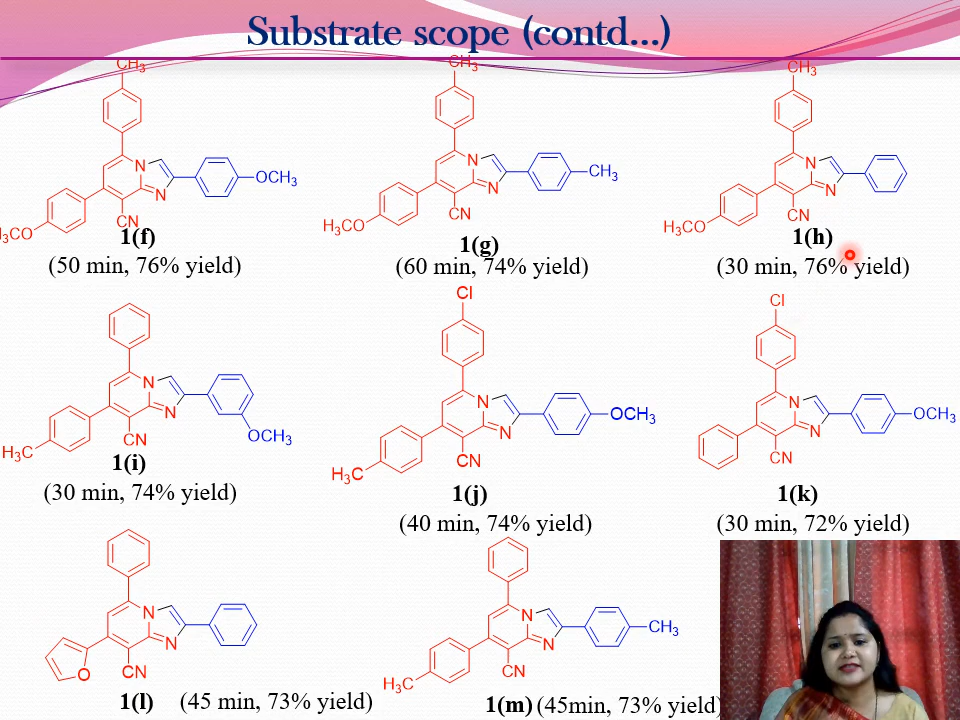 Substrate scope (contd...)
CH3
CH3
CH3
N
N
OCH3
CN
H3CO
1(f)
(50 min, 76% yield)
N
N
CH3
CN
H3CO
1(g)
(60 min, 74% yield)
N
N
CN
H3CO
1(h)
(30 min, 76% yield)
N
N
OCH3
CN
H3C
1(i)
(30 min, 74% yield)
Cl
N
N
OCH3
CN
H3C
1(j)
(40 min, 74% yield)
Cl
N
N
OCH3
CN
1(k)
(30 min, 72% yield)
N
N
O
CN
1(l) (45 min, 73% yield)
N
N
CH3
CN
H3C
1(m) (45min, 73% yield)